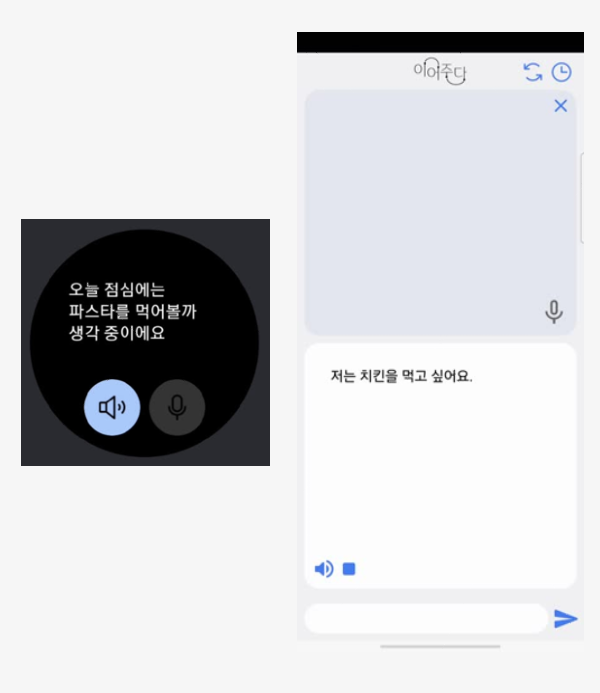 오늘 점심에는
파스타를 먹어볼까
생각 중이에요
이어주다
저는 치킨을 먹고 싶어요.